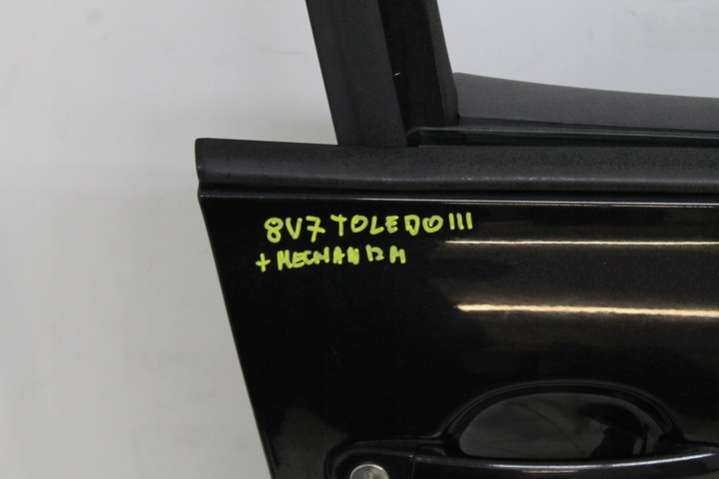 8V7 TOLEDO III
+ MECHANIZM